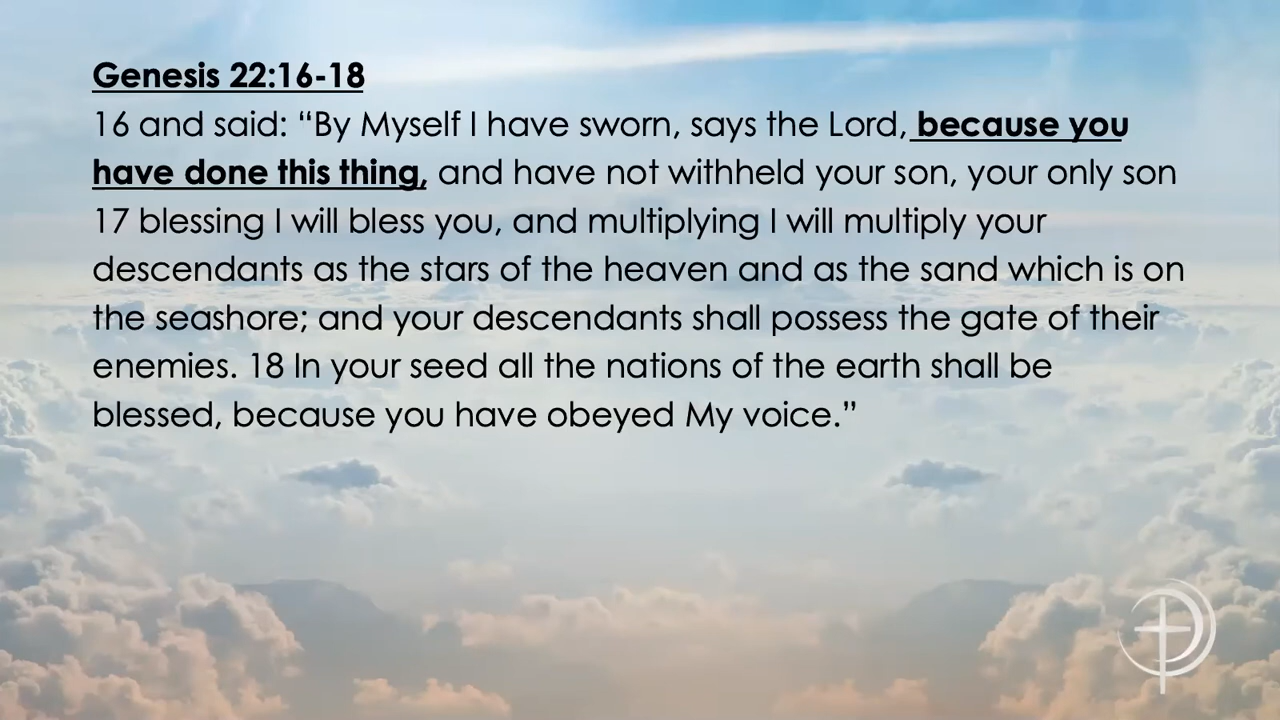 Genesis 22:16-18
16 and said: “By Myself I have sworn, says the Lord, because you
have done this thing, and have not withheld your son, your only son
17 blessing I will bless you, and multiplying I will multiply your
descendants as the stars of the heaven and as the sand which is on
the seashore; and your descendants shall possess the gate of their
enemies. 18 In your seed all the nations of the earth shall be
blessed, because you have obeyed My voice.”